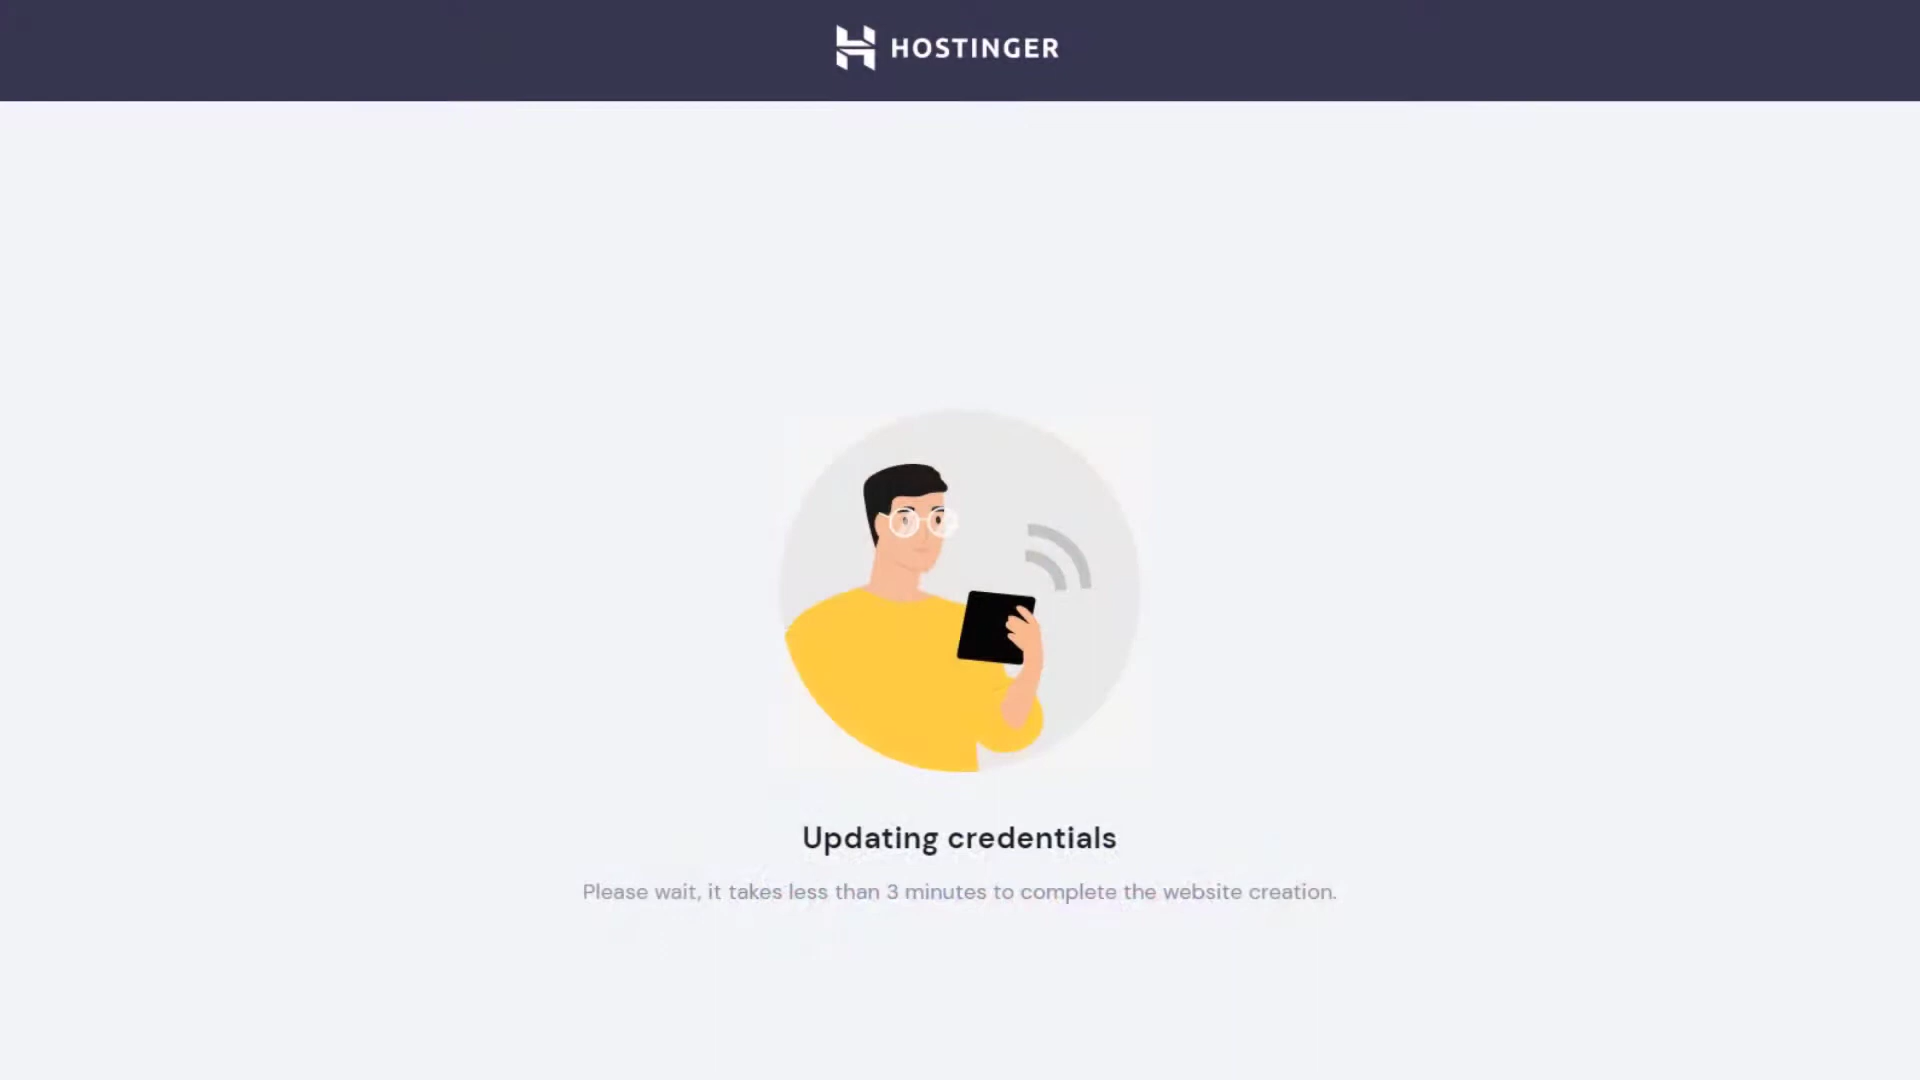 HOSTINGER
Updating credentials
Please wait, it takes less than 3 minutes to complete the website creation.